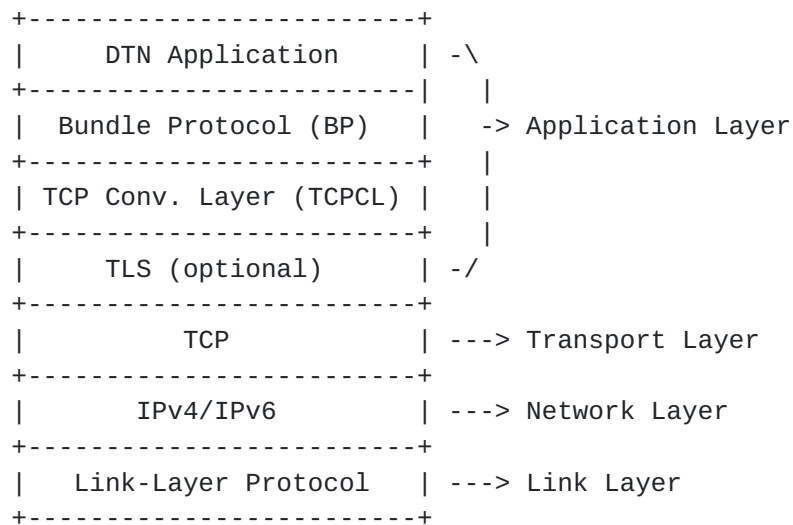 +-------------------------+
|     DTN Application     | -\
+-------------------------|   |
|  Bundle Protocol (BP)   |   -> Application Layer
+-------------------------+   |
| TCP Conv. Layer (TCPCL) |   |
+-------------------------+   |
|     TLS (optional)      | -/
+-------------------------+
|          TCP            | ---> Transport Layer
+-------------------------+
|       IPv4/IPv6         | ---> Network Layer
+-------------------------+
|   Link-Layer Protocol   | ---> Link Layer
+-------------------------+